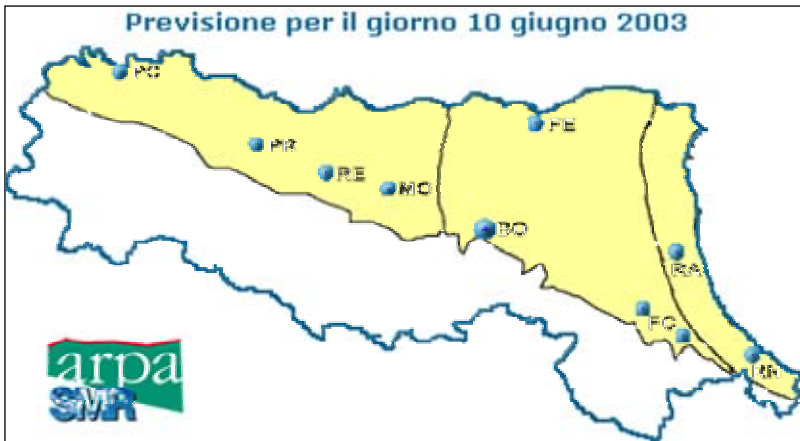 Previsione per il giorno 10 giugno 2003
PC
FE
PR
RE
MO
BO
RA
FC
RN
arpa
SMR